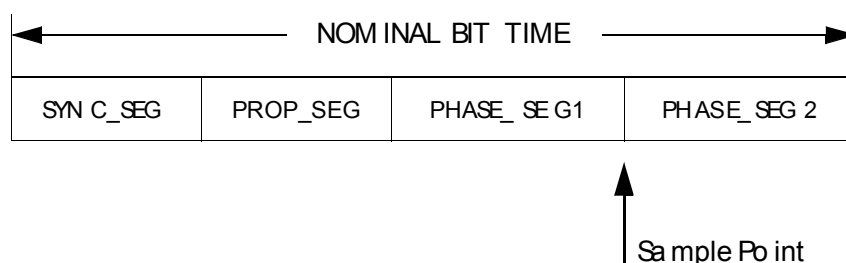 NOMINAL BIT TIME
SYNC_SEG PROP_SEG PHASE_SEG1 PHASE_SEG2
Sample Point